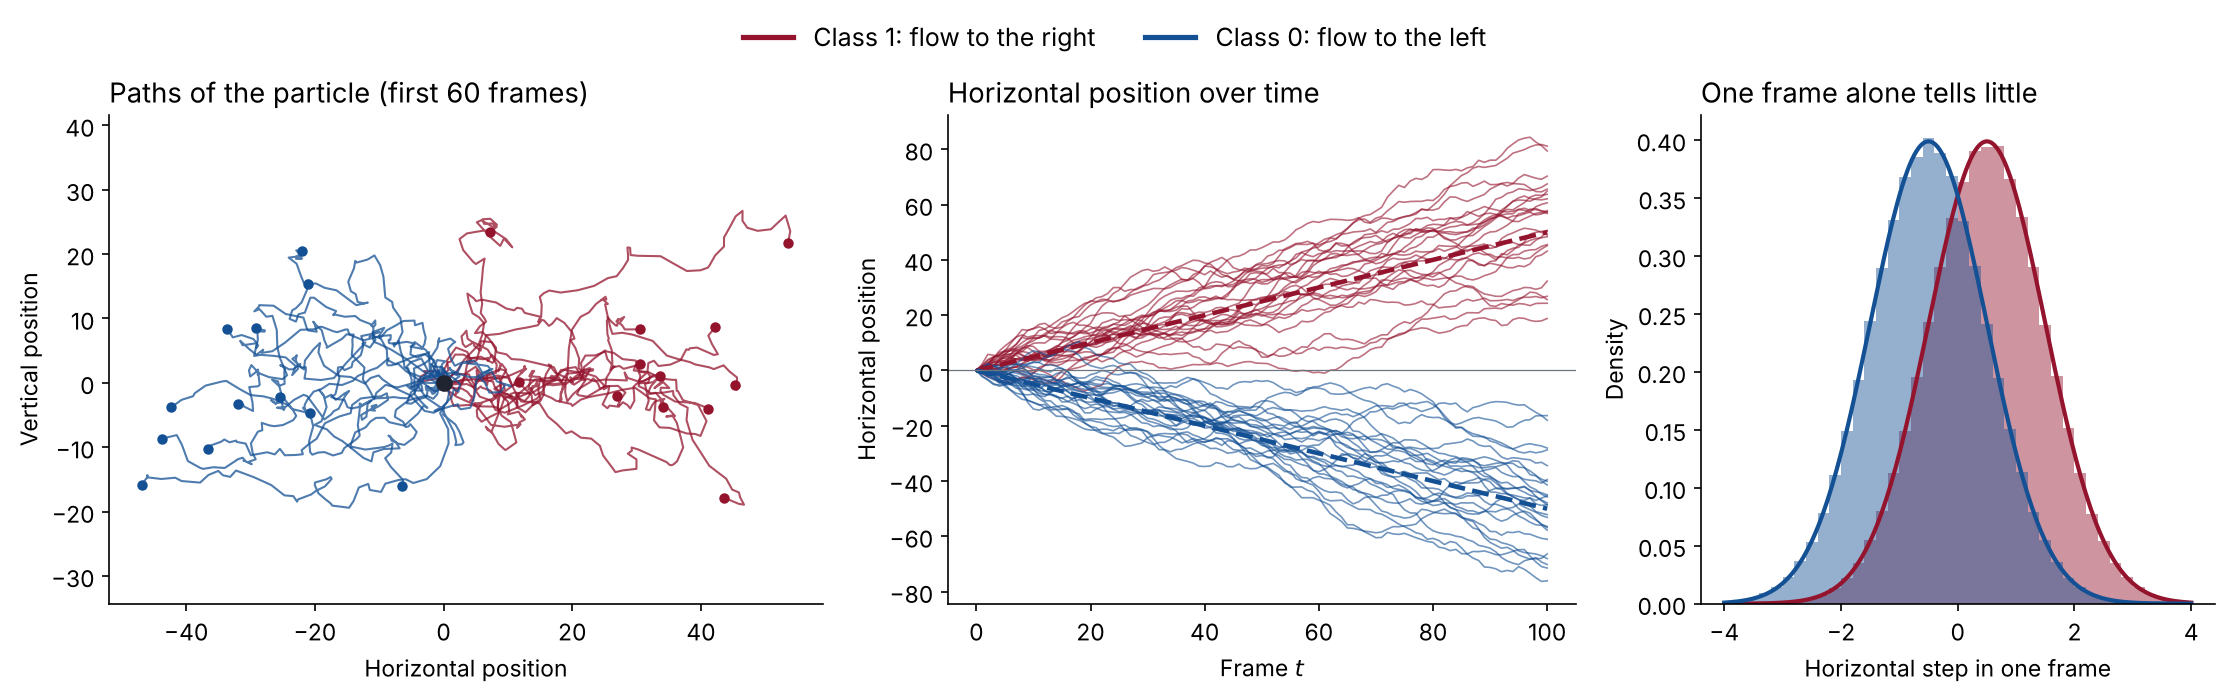 Class 1: flow to the right
Class 0: flow to the left
Paths of the particle (first 60 frames)
40
30
20
10
0
−10
−20
−30
Vertical position
−40 −20 0 20 40
Horizontal position
Horizontal position over time
80
60
40
20
0
−20
−40
−60
−80
Horizontal position
0 20 40 60 80 100
Frame t
One frame alone tells little
0.40
0.35
0.30
0.25
0.20
0.15
0.10
0.05
0.00
Density
−4 −2 0 2 4
Horizontal step in one frame